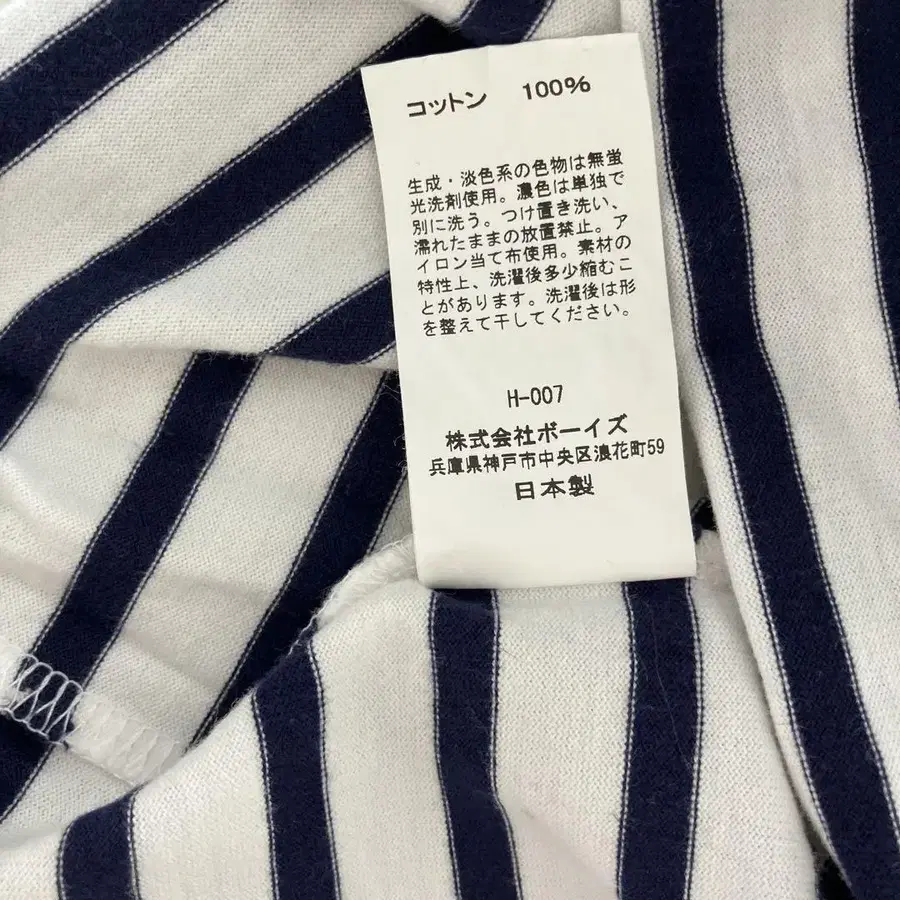 コットン 100%
生成・淡色系の色物は無蛍
光洗剤使用。濃色は単独で
別に洗う。つけ置き洗い、
濡れたままの放置禁止。ア
イロン当て布使用。素材の
特性上、洗濯後多少縮むこ
とがあります。洗濯後は形
を整えて干してください。
H-007
株式会社ボーイズ
兵庫県神戸市中央区浪花町59
日本製